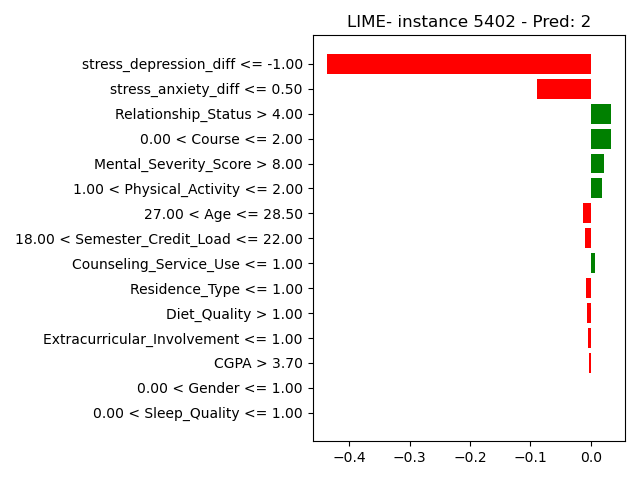 LIME- instance 5402 - Pred: 2
stress_depression_diff <= -1.00
stress_anxiety_diff <= 0.50
Relationship_Status > 4.00
0.00 < Course <= 2.00
Mental_Severity_Score > 8.00
1.00 < Physical_Activity <= 2.00
27.00 < Age <= 28.50
18.00 < Semester_Credit_Load <= 22.00
Counseling_Service_Use <= 1.00
Residence_Type <= 1.00
Diet_Quality > 1.00
Extracurricular_Involvement <= 1.00
CGPA > 3.70
0.00 < Gender <= 1.00
0.00 < Sleep_Quality <= 1.00
−0.4 −0.3 −0.2 −0.1 0.0